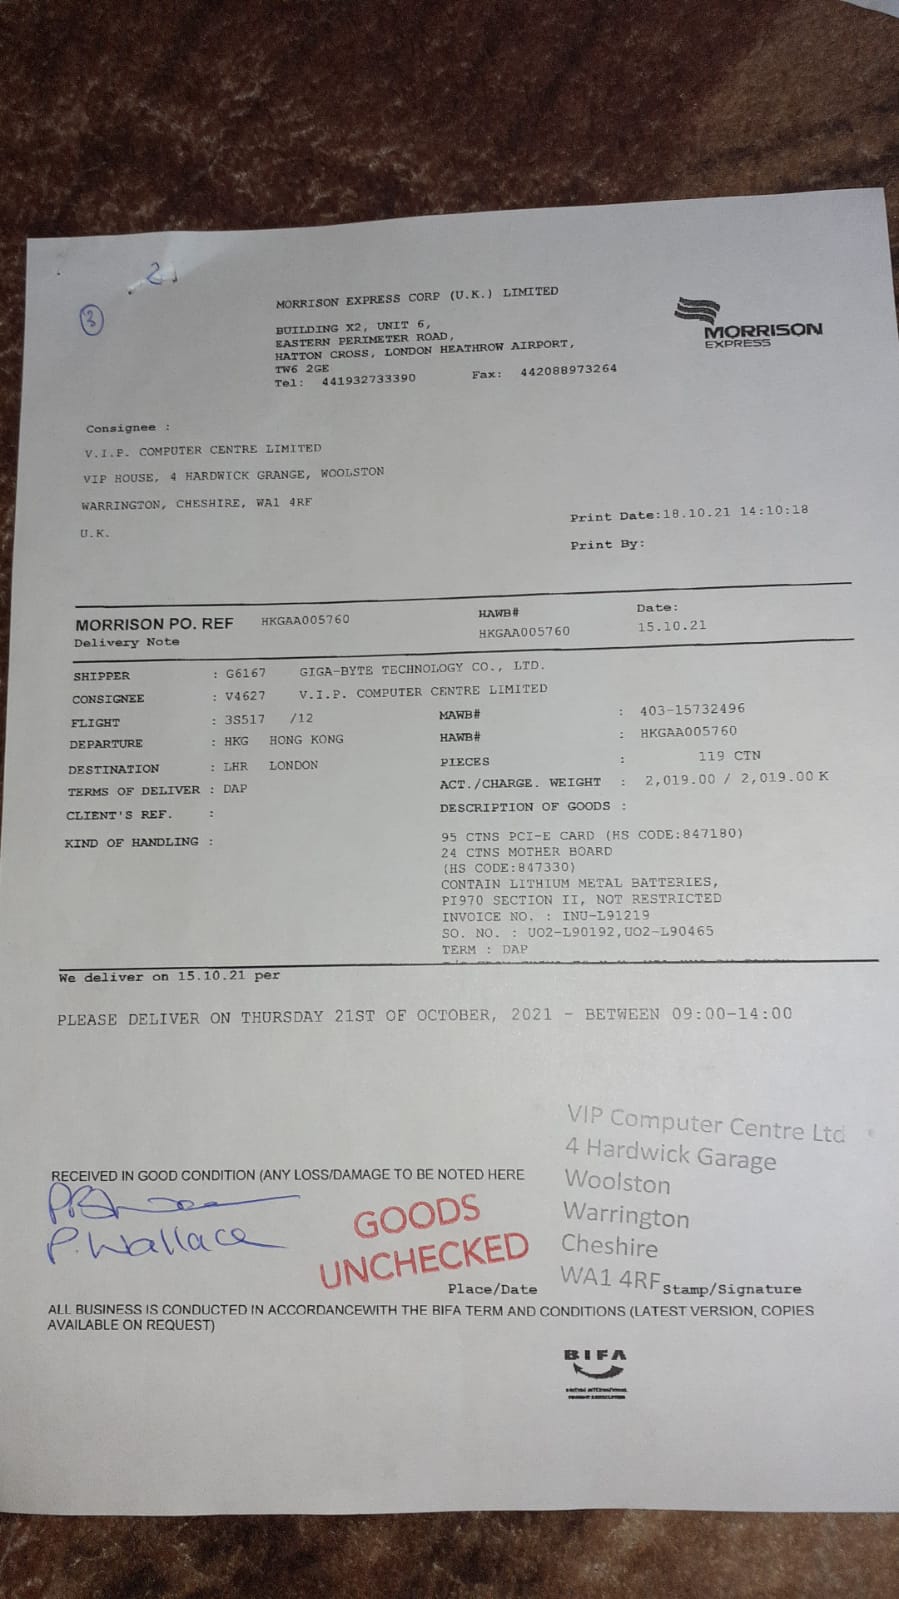 2
3
MORRISON EXPRESS CORP (U.K.) LIMITED
BUILDING X2, UNIT 6,
EASTERN PERIMETER ROAD,
HATTON CROSS, LONDON HEATHROW AIRPORT,
TW6 2GE
Tel: 441932733390 Fax: 442088973264
MORRISON
EXPRESS
Consignee :
V.I.P. COMPUTER CENTRE LIMITED
VIP HOUSE, 4 HARDWICK GRANGE, WOOLSTON
WARRINGTON, CHESHIRE, WA1 4RF
U.K.
Print Date:18.10.21 14:10:18
Print By:
MORRISON PO. REF HKGAA005760 HAWB# Date:
Delivery Note HKGAA005760 15.10.21
SHIPPER : G6167 GIGA-BYTE TECHNOLOGY CO., LTD.
CONSIGNEE : V4627 V.I.P. COMPUTER CENTRE LIMITED
FLIGHT : 3S517 /12 MAWB# : 403-15732496
DEPARTURE : HKG HONG KONG HAWB# : HKGAA005760
DESTINATION : LHR LONDON PIECES : 119 CTN
TERMS OF DELIVER : DAP ACT./CHARGE. WEIGHT : 2,019.00 / 2,019.00 K
CLIENT'S REF. : DESCRIPTION OF GOODS :
KIND OF HANDLING : 95 CTNS PCI-E CARD (HS CODE:847180)
24 CTNS MOTHER BOARD
(HS CODE:847330)
CONTAIN LITHIUM METAL BATTERIES,
PI970 SECTION II, NOT RESTRICTED
INVOICE NO. : INU-L91219
SO. NO. : UO2-L90192,UO2-L90465
TERM : DAP
We deliver on 15.10.21 per
PLEASE DELIVER ON THURSDAY 21ST OF OCTOBER, 2021 - BETWEEN 09:00-14:00
VIP Computer Centre Ltd
4 Hardwick Garage
Woolston
Warrington
Cheshire
WA1 4RF
RECEIVED IN GOOD CONDITION (ANY LOSS/DAMAGE TO BE NOTED HERE
P. Wallace
GOODS
UNCHECKED
Place/Date Stamp/Signature
ALL BUSINESS IS CONDUCTED IN ACCORDANCEWITH THE BIFA TERM AND CONDITIONS (LATEST VERSION, COPIES
AVAILABLE ON REQUEST)
BIFA